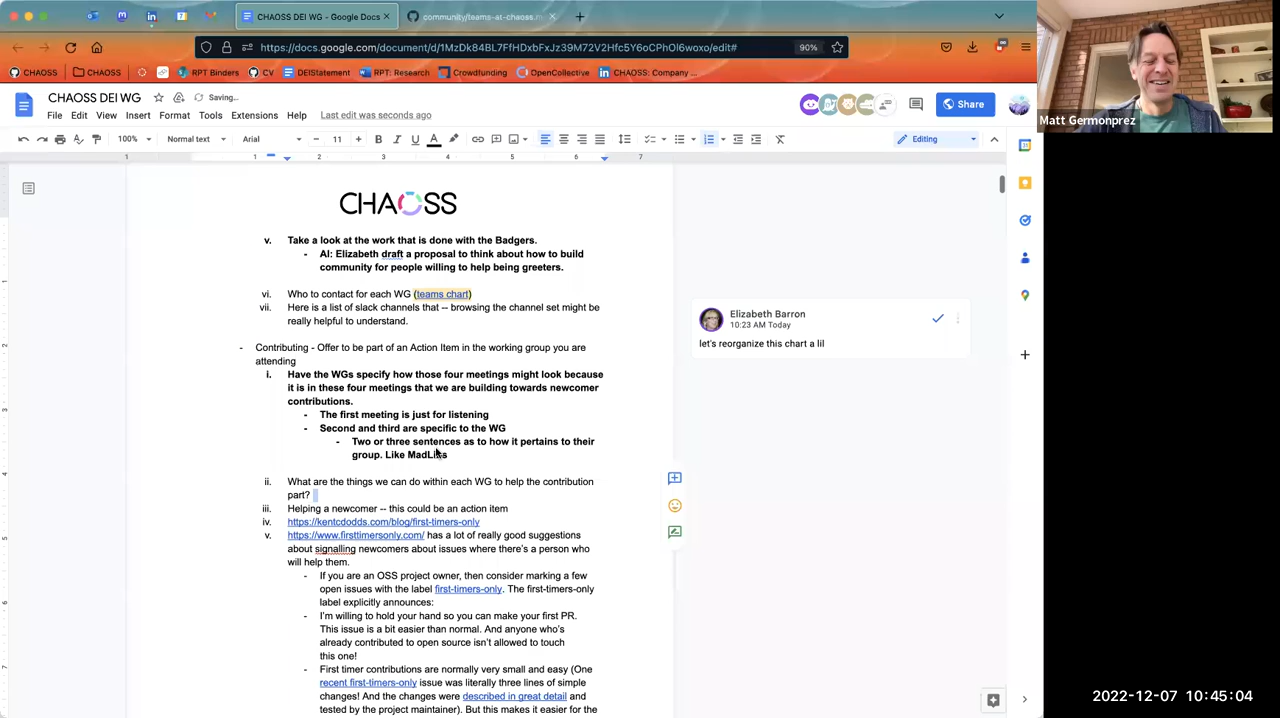 CHAOSS DEI WG - Google Docs
community/teams-at-chaoss.m
https://docs.google.com/document/d/1MzDk84BL7FfHDxbFxJz39M72V2Hfc5Y6oCPhOl6woxo/edit#
90%
CHAOSS
CHAOSS
RPT Binders
CV
DEIStatement
RPT: Research
Crowdfunding
OpenCollective
CHAOSS: Company ...
CHAOSS DEI WG
Saving...
File
Edit
View
Insert
Format
Tools
Extensions
Help
Last edit was seconds ago
Share
100%
Normal text
Arial
11
Editing
1
1
2
3
4
5
6
7
CHAOSS
v. Take a look at the work that is done with the Badgers.
- AI: Elizabeth draft a proposal to think about how to build
community for people willing to help being greeters.
vi. Who to contact for each WG (teams chart)
vii. Here is a list of slack channels that -- browsing the channel set might be
really helpful to understand.
- Contributing - Offer to be part of an Action Item in the working group you are
attending
i. Have the WGs specify how those four meetings might look because
it is in these four meetings that we are building towards newcomer
contributions.
- The first meeting is just for listening
- Second and third are specific to the WG
- Two or three sentences as to how it pertains to their
group. Like MadLibs
ii. What are the things we can do within each WG to help the contribution
part?
iii. Helping a newcomer -- this could be an action item
iv. https://kentcdodds.com/blog/first-timers-only
v. https://www.firsttimersonly.com/ has a lot of really good suggestions
about signalling newcomers about issues where there's a person who
will help them.
- If you are an OSS project owner, then consider marking a few
open issues with the label first-timers-only. The first-timers-only
label explicitly announces:
- I'm willing to hold your hand so you can make your first PR.
This issue is a bit easier than normal. And anyone who's
already contributed to open source isn't allowed to touch
this one!
- First timer contributions are normally very small and easy (One
recent first-timers-only issue was literally three lines of simple
changes! And the changes were described in great detail and
tested by the project maintainer). But this makes it easier for the
Elizabeth Barron
10:23 AM Today
let's reorganize this chart a lil
Matt Germonprez
2022-12-07 10:45:04